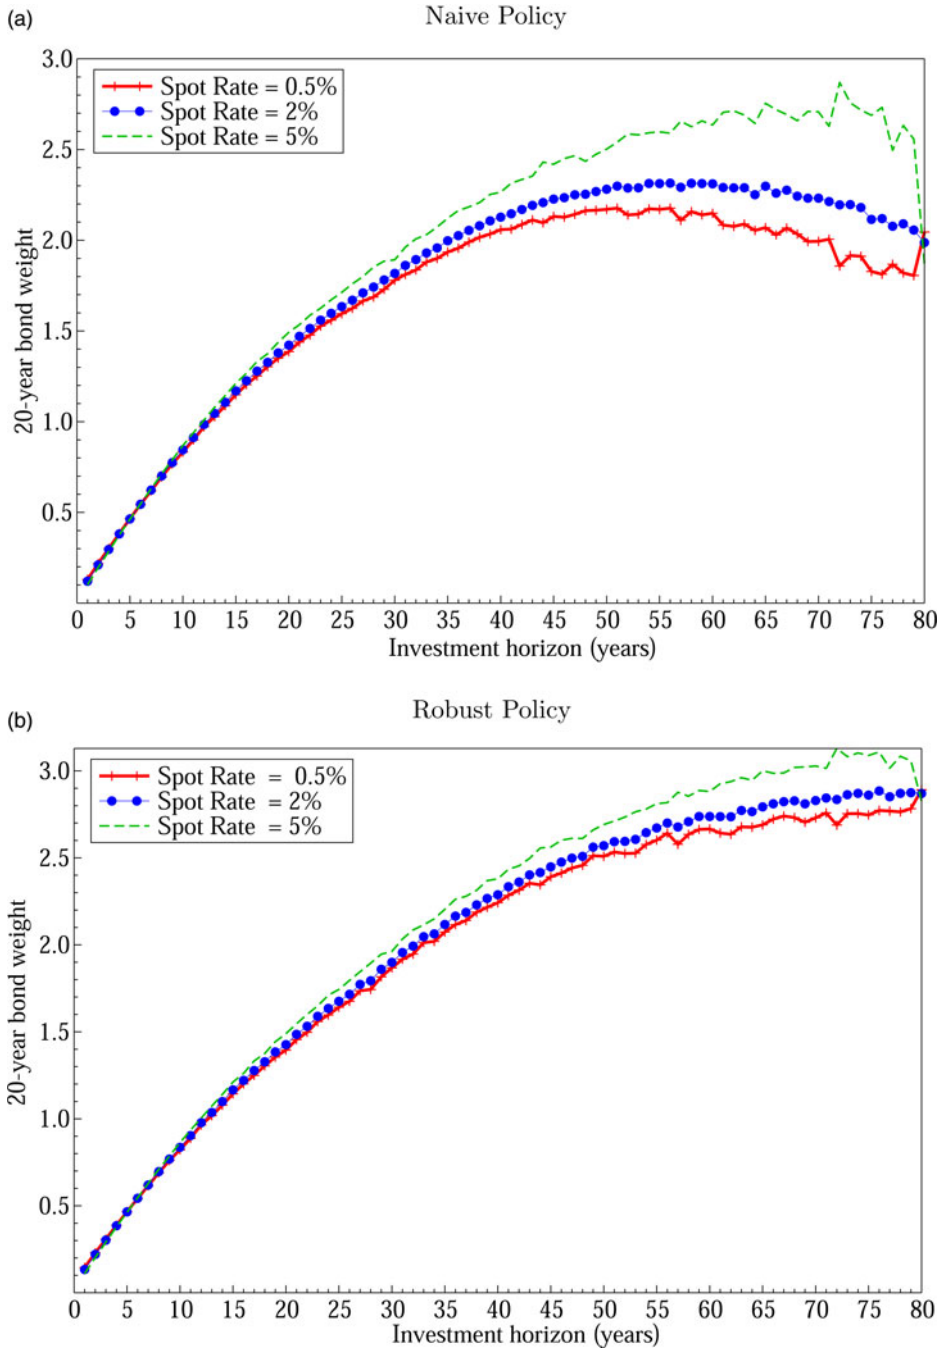 (a)
Naive Policy
Spot Rate = 0.5%
Spot Rate = 2%
Spot Rate = 5%
3.0
2.5
2.0
1.5
1.0
0.5
20-year bond weight
0 5 10 15 20 25 30 35 40 45 50 55 60 65 70 75 80
Investment horizon (years)
(b)
Robust Policy
Spot Rate = 0.5%
Spot Rate = 2%
Spot Rate = 5%
3.0
2.5
2.0
1.5
1.0
0.5
20-year bond weight
0 5 10 15 20 25 30 35 40 45 50 55 60 65 70 75 80
Investment horizon (years)